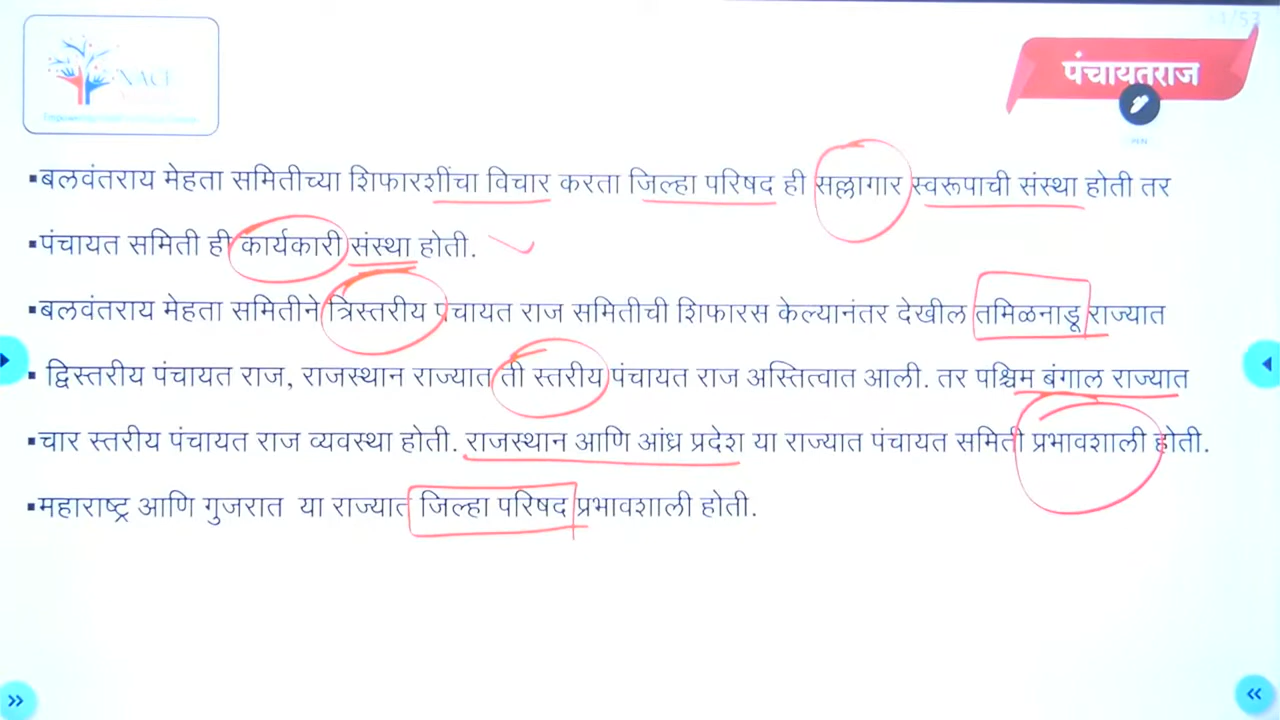 पंचायतराज
▪बलवंतराय मेहता समितीच्या शिफारशींचा विचार करता जिल्हा परिषद ही सल्लागार स्वरूपाची संस्था होती तर
▪पंचायत समिती ही कार्यकारी संस्था होती.
▪बलवंतराय मेहता समितीने त्रिस्तरीय पंचायत राज समितीची शिफारस केल्यानंतर देखील तमिळनाडू राज्यात
▪ द्विस्तरीय पंचायत राज, राजस्थान राज्यात ती स्तरीय पंचायत राज अस्तित्वात आली. तर पश्चिम बंगाल राज्यात
▪चार स्तरीय पंचायत राज व्यवस्था होती. राजस्थान आणि आंध्र प्रदेश या राज्यात पंचायत समिती प्रभावशाली होती.
▪महाराष्ट्र आणि गुजरात या राज्यात जिल्हा परिषद प्रभावशाली होती.